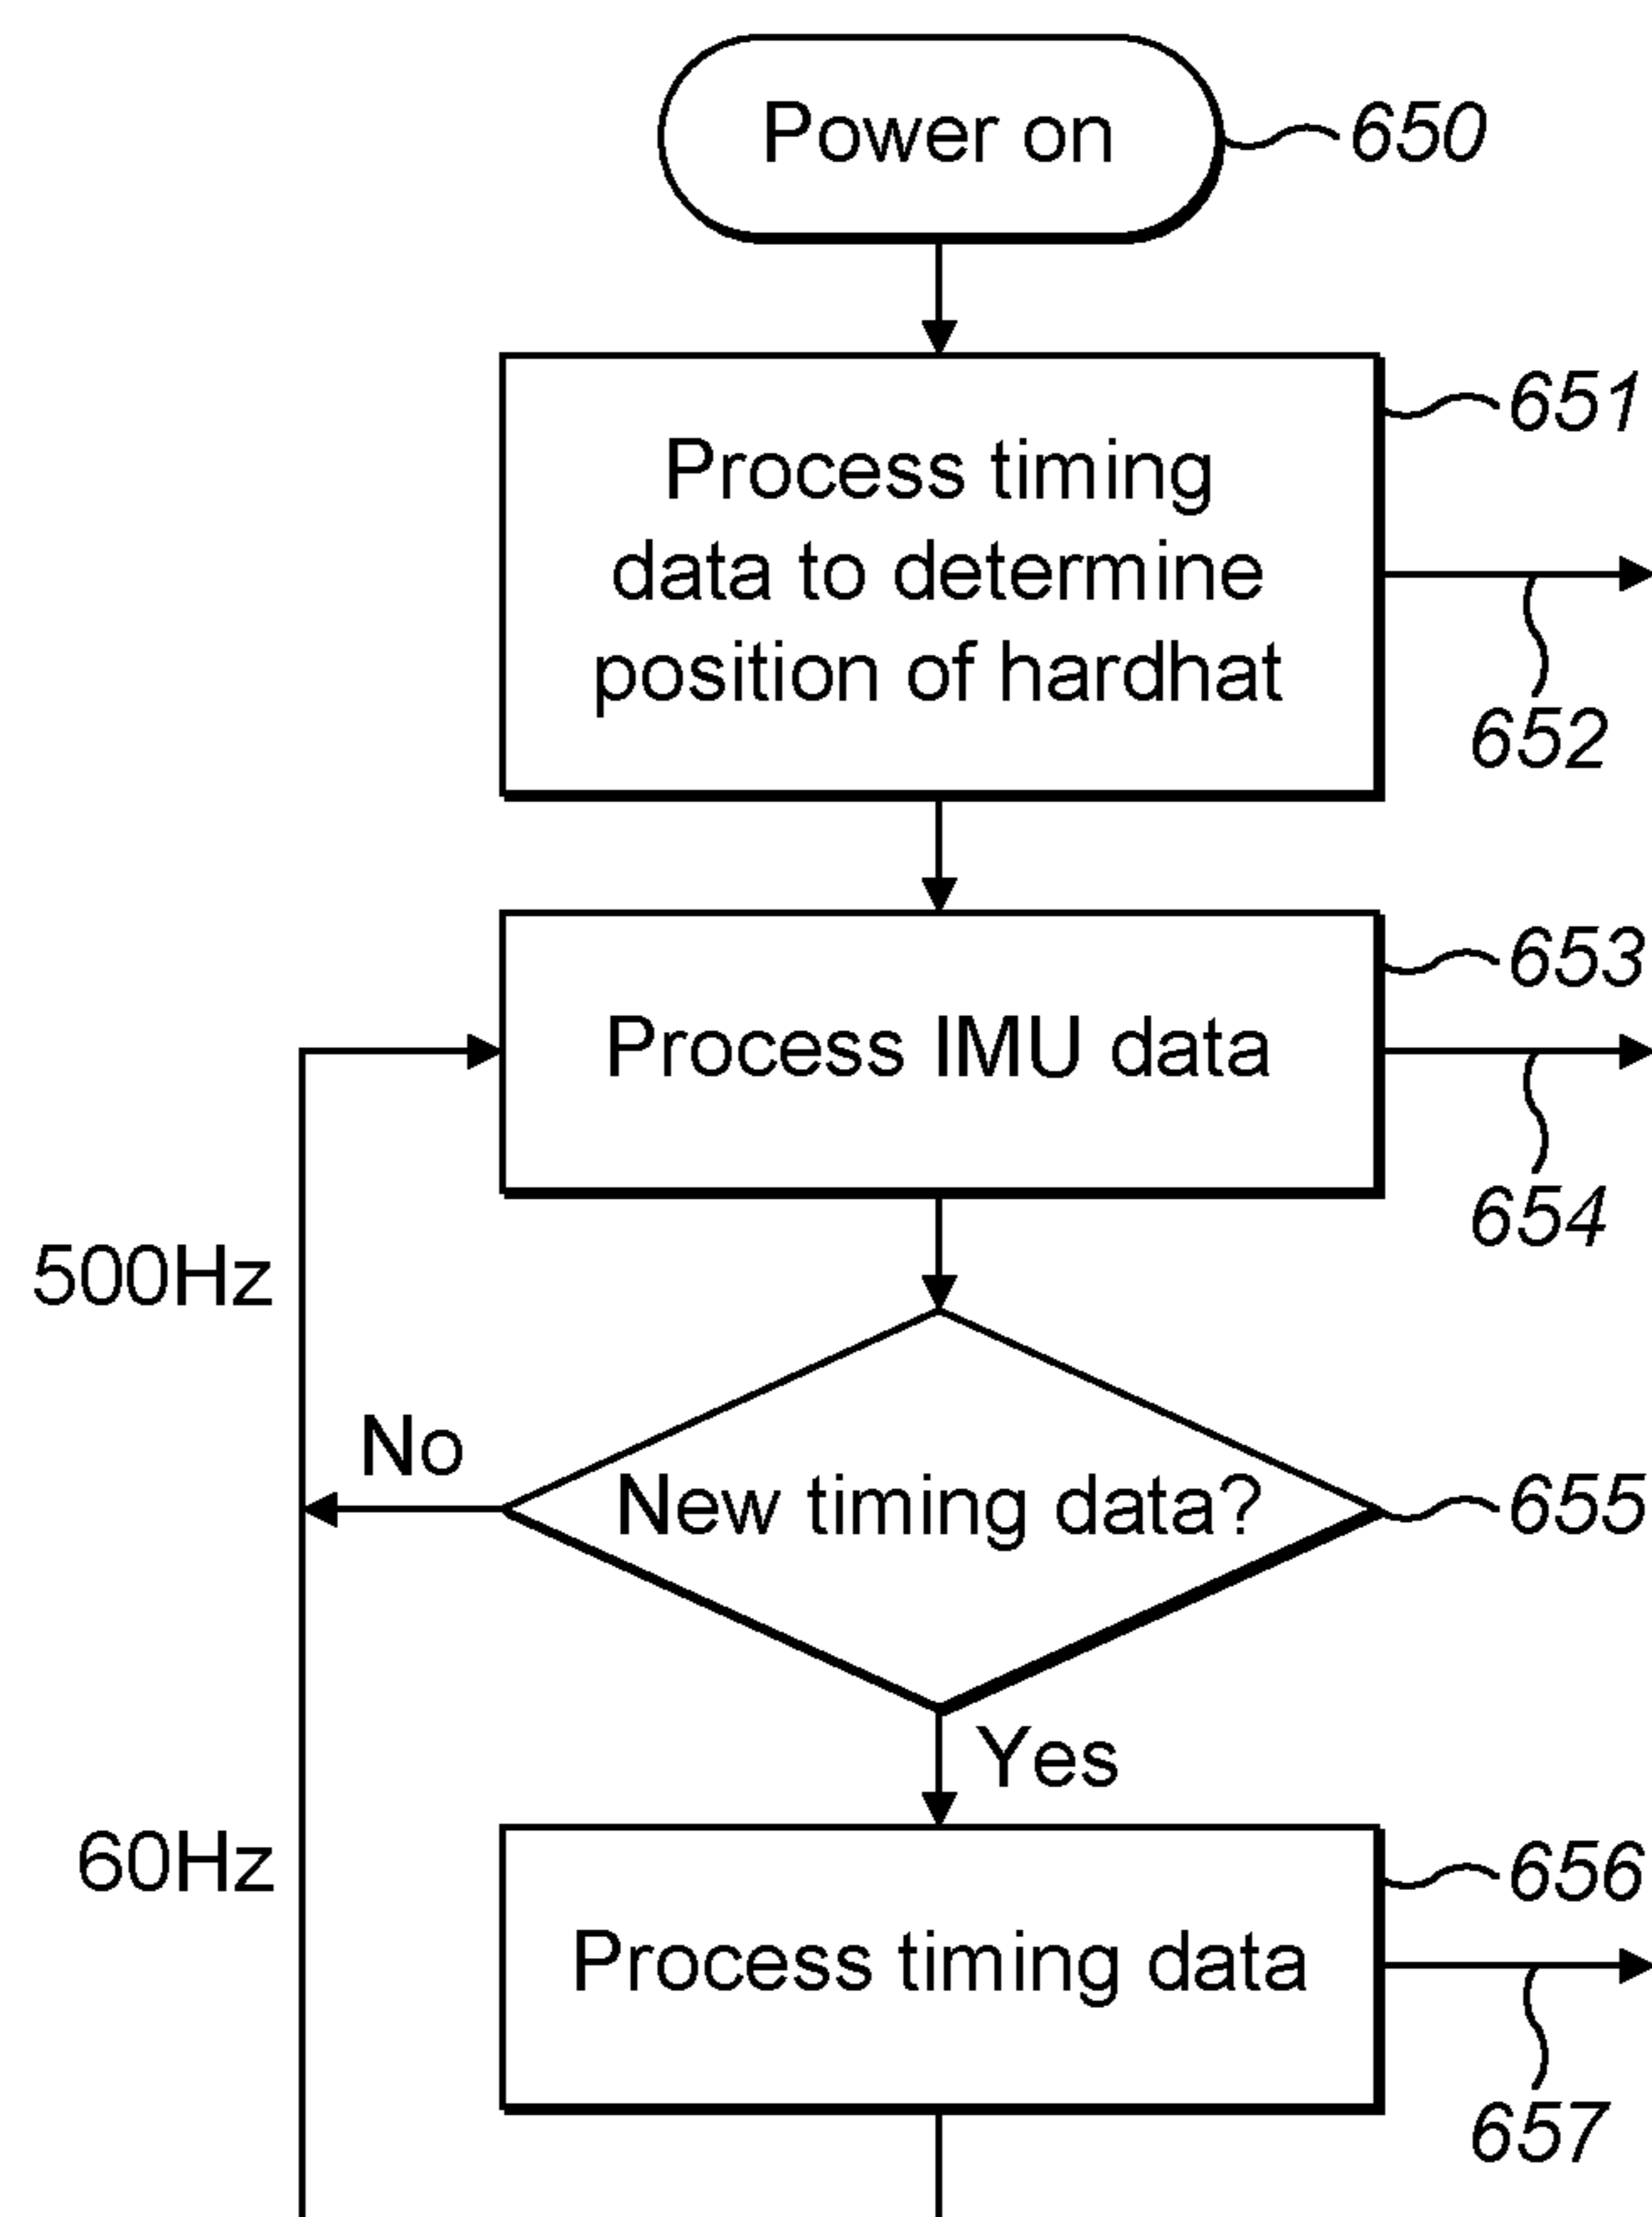 Power on
650
651
Process timing
data to determine
position of hardhat
652
653
Process IMU data
654
500Hz
No
New timing data?
655
Yes
60Hz
656
Process timing data
657